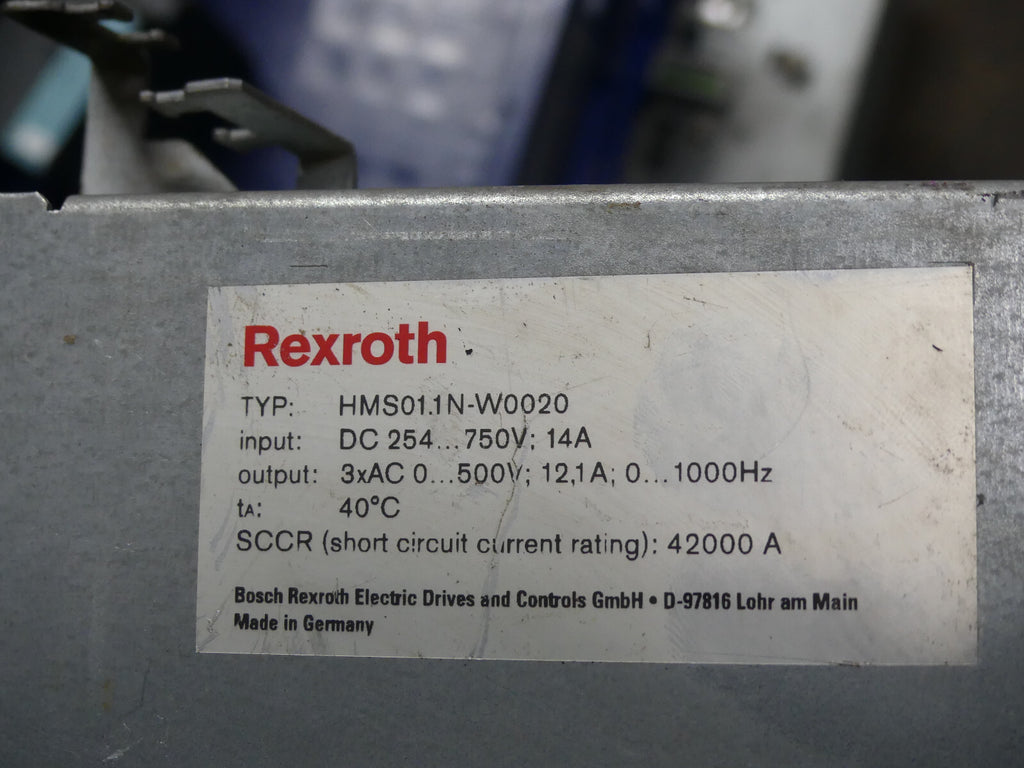 Rexroth
TYP: HMS01.1N-W0020
input: DC 254...750V; 14A
output: 3xAC 0...500V; 12,1A; 0...1000Hz
tA: 40°C
SCCR (short circuit current rating): 42000 A
Bosch Rexroth Electric Drives and Controls GmbH • D-97816 Lohr am Main
Made in Germany